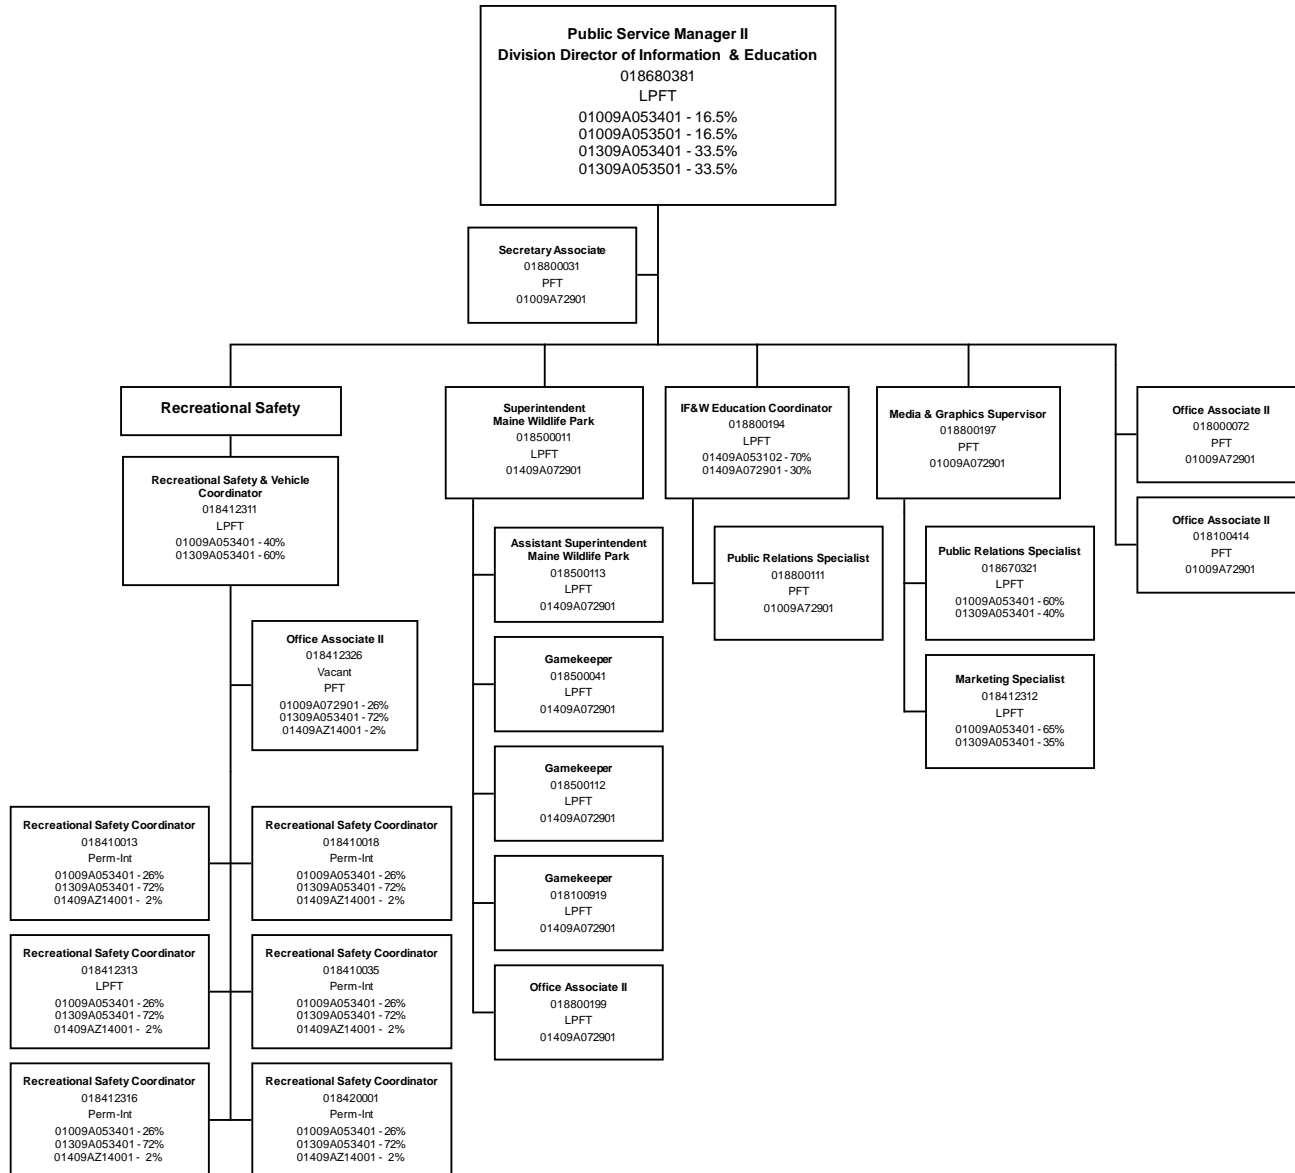 Public Service Manager II
Division Director of Information & Education
018680381
LPFT
01009A053401 - 16.5%
01009A053501 - 16.5%
01309A053401 - 33.5%
01309A053501 - 33.5%
Secretary Associate
018800031
PFT
01009A72901
Recreational Safety
Recreational Safety & Vehicle
Coordinator
018412311
LPFT
01009A053401 - 40%
01309A053401 - 60%
Office Associate II
018412326
Vacant
PFT
01009A072901 - 26%
01309A053401 - 72%
01409AZ14001 - 2%
Recreational Safety Coordinator
018410013
Perm-Int
01009A053401 - 26%
01309A053401 - 72%
01409AZ14001 - 2%
Recreational Safety Coordinator
018410018
Perm-Int
01009A053401 - 26%
01309A053401 - 72%
01409AZ14001 - 2%
Recreational Safety Coordinator
018412313
LPFT
01009A053401 - 26%
01309A053401 - 72%
01409AZ14001 - 2%
Recreational Safety Coordinator
018410035
Perm-Int
01009A053401 - 26%
01309A053401 - 72%
01409AZ14001 - 2%
Recreational Safety Coordinator
018412316
Perm-Int
01009A053401 - 26%
01309A053401 - 72%
01409AZ14001 - 2%
Recreational Safety Coordinator
018420001
Perm-Int
01009A053401 - 26%
01309A053401 - 72%
01409AZ14001 - 2%
Superintendent
Maine Wildlife Park
018500011
LPFT
01409A072901
Assistant Superintendent
Maine Wildlife Park
018500113
LPFT
01409A072901
Gamekeeper
018500041
LPFT
01409A072901
Gamekeeper
018500112
LPFT
01409A072901
Gamekeeper
018100919
LPFT
01409A072901
Office Associate II
018800199
LPFT
01409A072901
IF&W Education Coordinator
018800194
LPFT
01409A053102 - 70%
01409A072901 - 30%
Public Relations Specialist
018800111
PFT
01009A72901
Media & Graphics Supervisor
018800197
PFT
01009A072901
Public Relations Specialist
018670321
LPFT
01009A053401 - 60%
01309A053401 - 40%
Marketing Specialist
018412312
LPFT
01009A053401 - 65%
01309A053401 - 35%
Office Associate II
018000072
PFT
01009A72901
Office Associate II
018100414
PFT
01009A72901